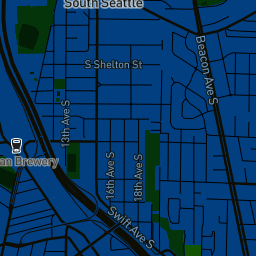 South Seattle
S Shelton St
Beacon Ave S
13th Ave S
an Brewery
16th Ave S
18th Ave S
Swift Ave S